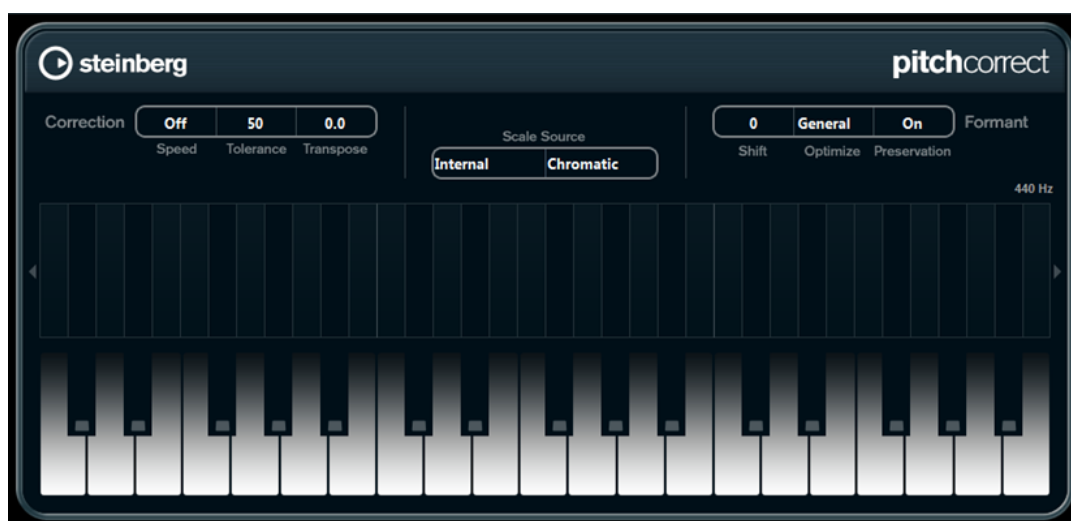 steinberg
pitchcorrect
Correction Off 50 0.0
Speed Tolerance Transpose
Scale Source
Internal Chromatic
0 General On Formant
Shift Optimize Preservation
440 Hz